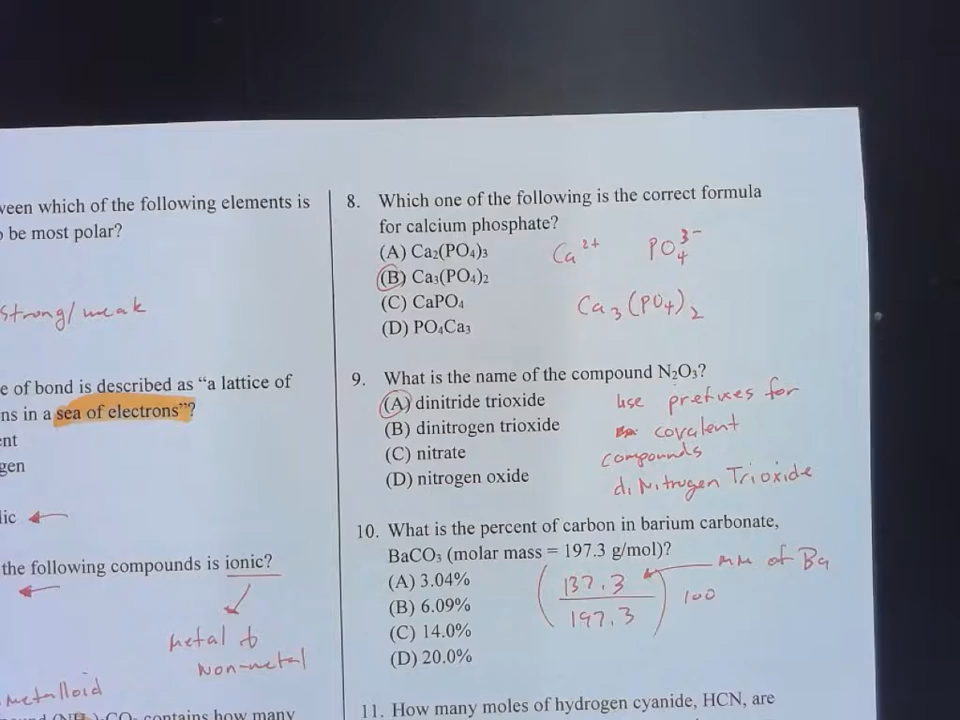 ween which of the following elements is
be most polar?
strong/weak
e of bond is described as “a lattice of
ns in a sea of electrons”?
ent
gen
lic
the following compounds is ionic?
metal to
Non-metal
metalloid
contains how many
8. Which one of the following is the correct formula
for calcium phosphate?
(A) Ca₂(PO₄)₃
(B) Ca₃(PO₄)₂
(C) CaPO₄
(D) PO₄Ca₃
Ca²⁺ PO₄³⁻
Ca₃(PO₄)₂
9. What is the name of the compound N₂O₃?
(A) dinitride trioxide
(B) dinitrogen trioxide
(C) nitrate
(D) nitrogen oxide
use prefixes for
covalent
compounds
di Nitrogen Trioxide
10. What is the percent of carbon in barium carbonate,
BaCO₃ (molar mass = 197.3 g/mol)?
(A) 3.04%
(B) 6.09%
(C) 14.0%
(D) 20.0%
mm of Ba
(137.3
197.3) 100
11. How many moles of hydrogen cyanide, HCN, are